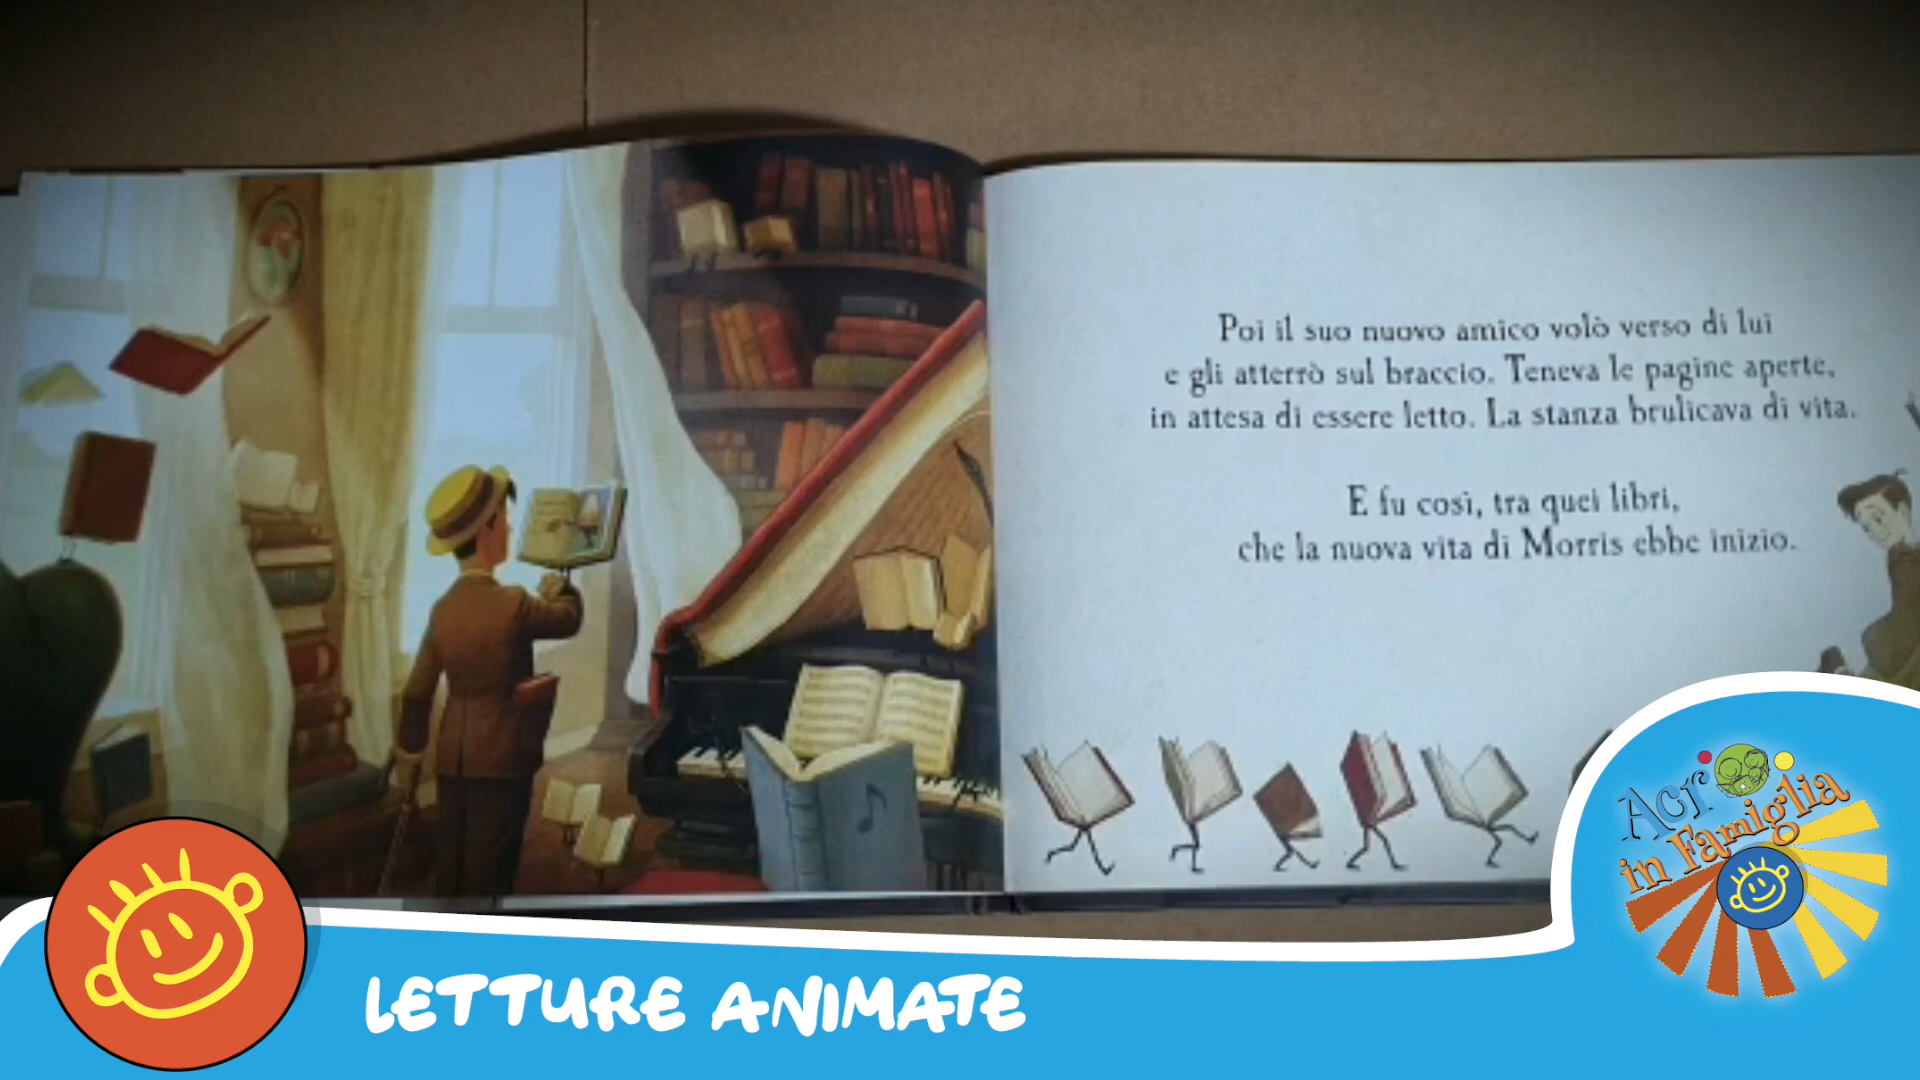 Poi il suo nuovo amico volò verso di lui
e gli atterrò sul braccio. Teneva le pagine aperte,
in attesa di essere letto. La stanza brulicava di vita.
E fu così, tra quei libri,
che la nuova vita di Morris ebbe inizio.
Acr
in Famiglia
LETTURE ANIMATE